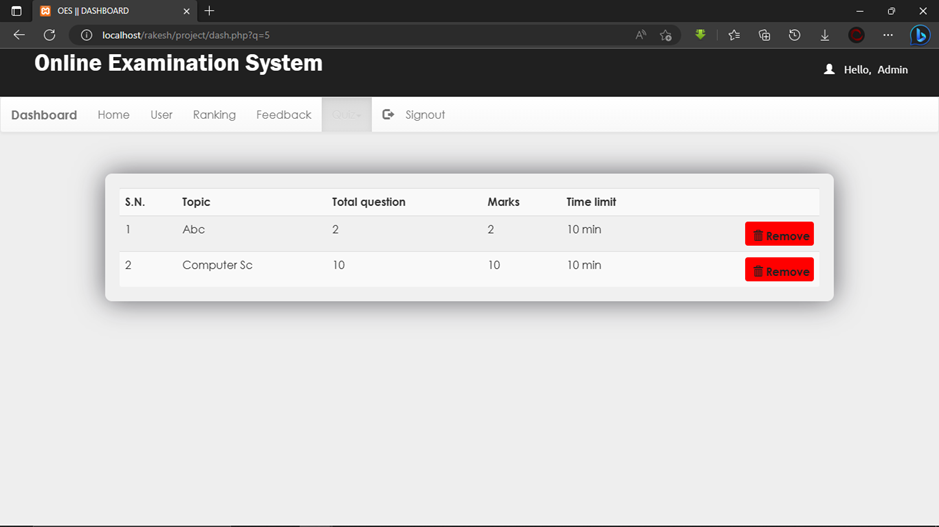 OES || DASHBOARD
localhost/rakesh/project/dash.php?q=5
Online Examination System
Hello, Admin
Dashboard Home User Ranking Feedback Signout
S.N. Topic Total question Marks Time limit
1 Abc 2 2 10 min Remove
2 Computer Sc 10 10 10 min Remove